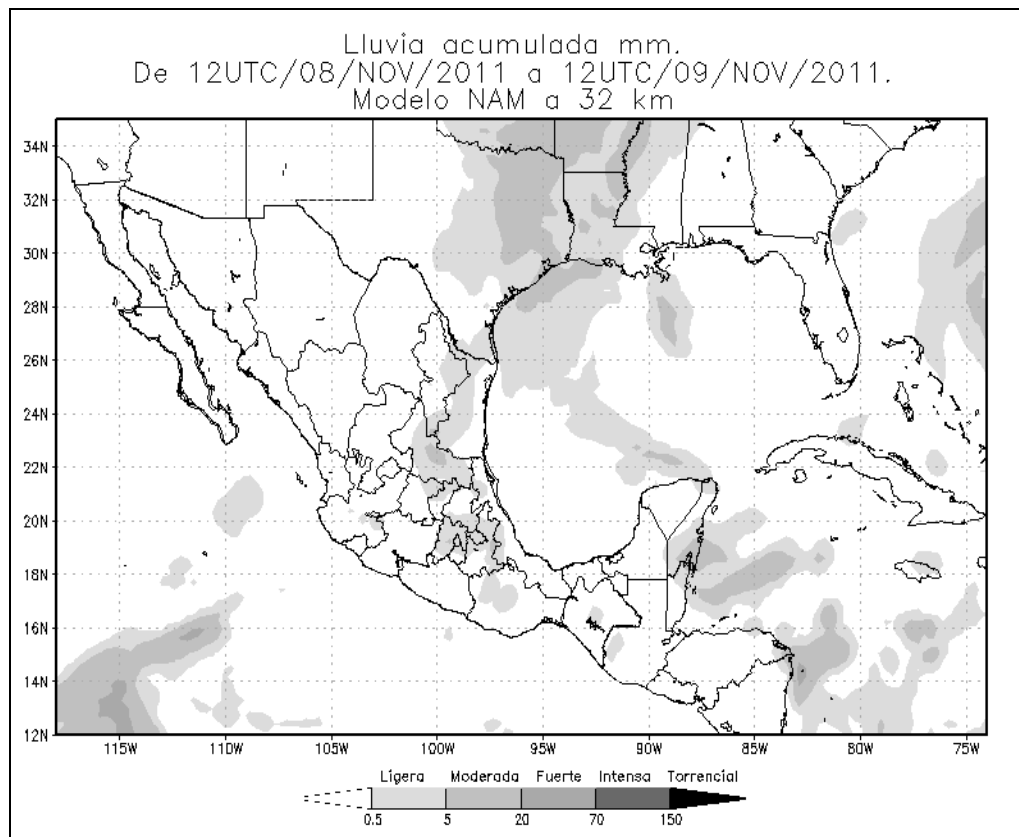 Lluvia acumulada mm.
De 12UTC/08/NOV/2011 a 12UTC/09/NOV/2011.
Modelo NAM a 32 km
34N
32N
30N
28N
26N
24N
22N
20N
18N
16N
14N
12N
115W 110W 105W 100W 95W 90W 85W 80W 75W
Ligera Moderada Fuerte Intensa Torrencial
0.5 5 20 70 150